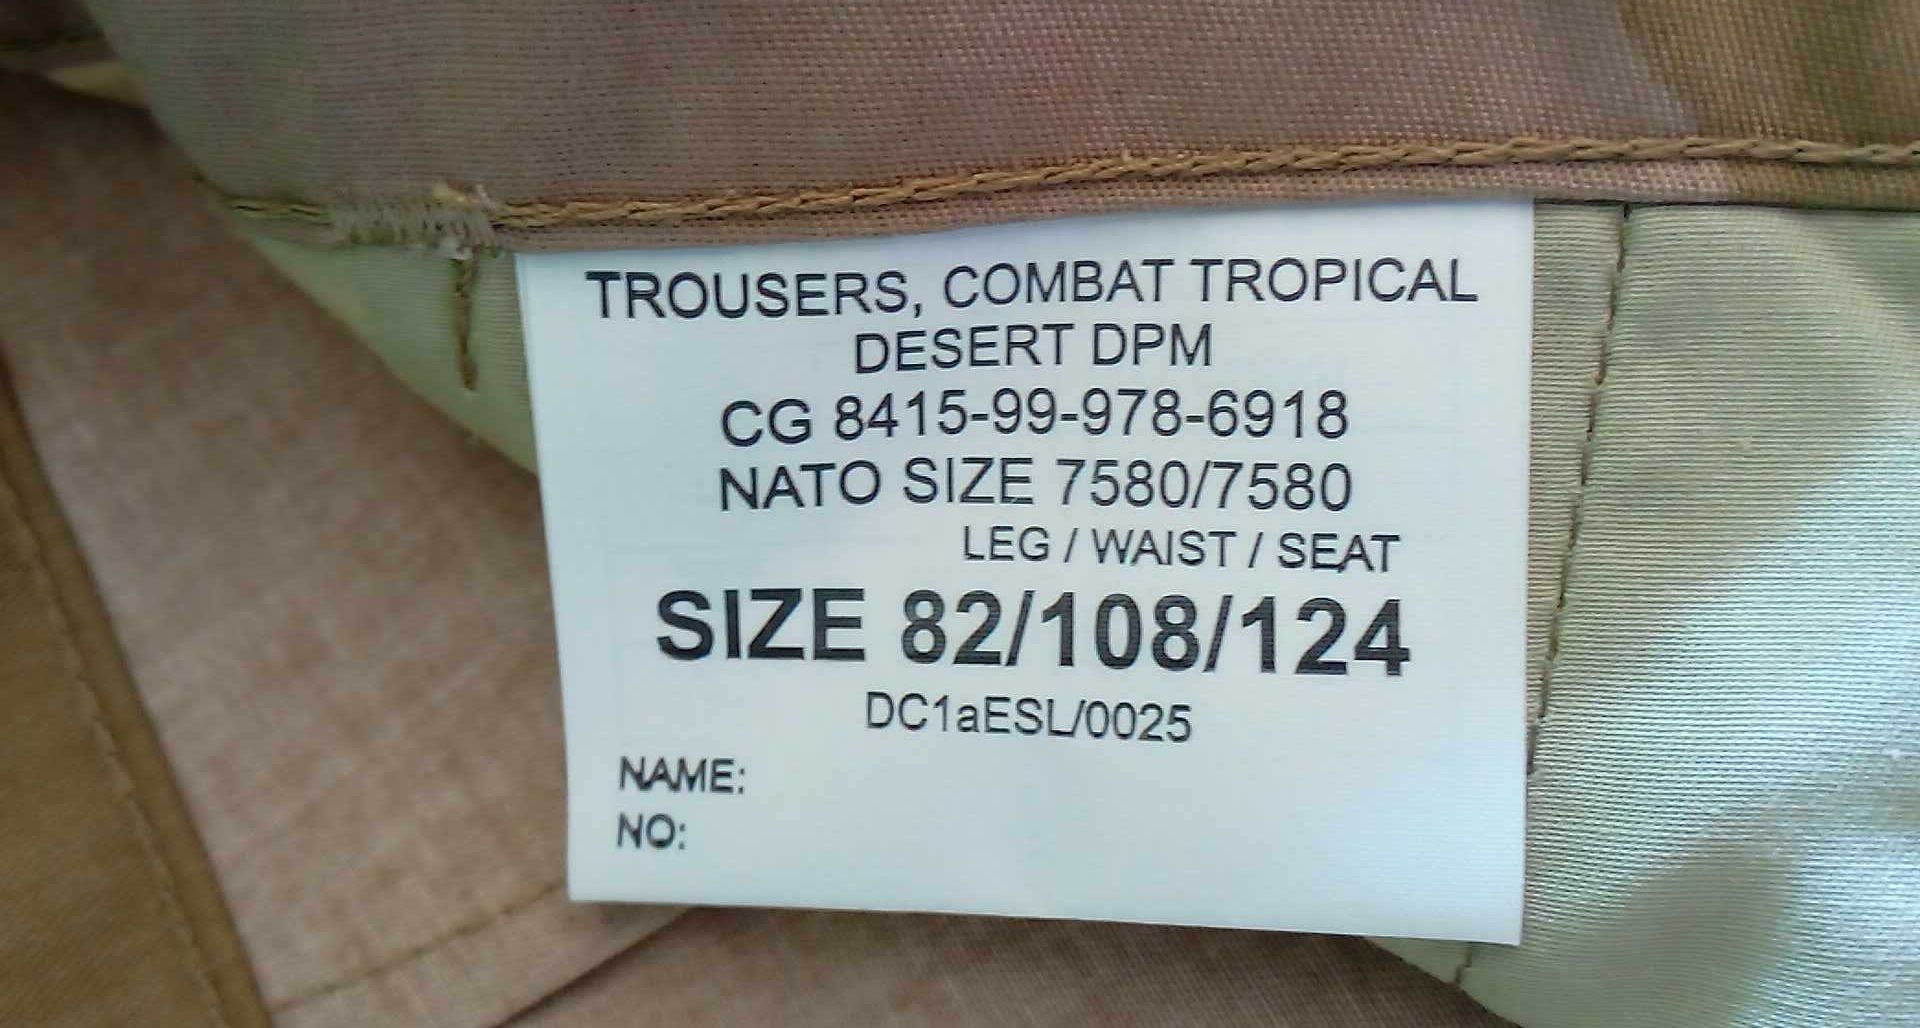 TROUSERS, COMBAT TROPICAL
DESERT DPM
CG 8415-99-978-6918
NATO SIZE 7580/7580
LEG / WAIST / SEAT
SIZE 82/108/124
DC1aESL/0025
NAME:
NO: